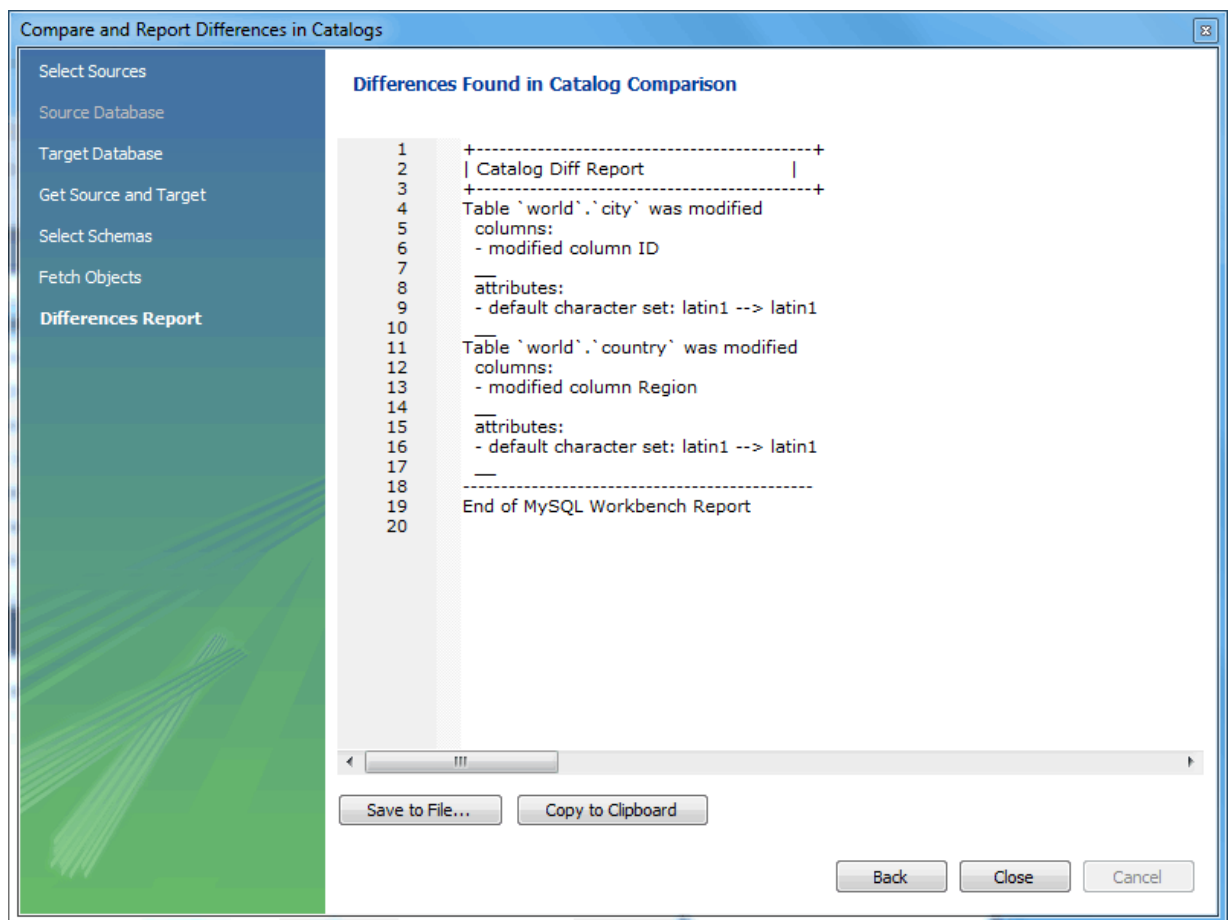 Compare and Report Differences in Catalogs
Select Sources
Source Database
Target Database
Get Source and Target
Select Schemas
Fetch Objects
Differences Report
Differences Found in Catalog Comparison
1 +-------------------------------------------+
2 | Catalog Diff Report |
3 +-------------------------------------------+
4 Table `world`.`city` was modified
5 columns:
6 - modified column ID
7 __
8 attributes:
9 - default character set: latin1 --> latin1
10 __
11 Table `world`.`country` was modified
12 columns:
13 - modified column Region
14 __
15 attributes:
16 - default character set: latin1 --> latin1
17 __
18 --------------------------------------------
19 End of MySQL Workbench Report
20
Save to File...
Copy to Clipboard
Back
Close
Cancel